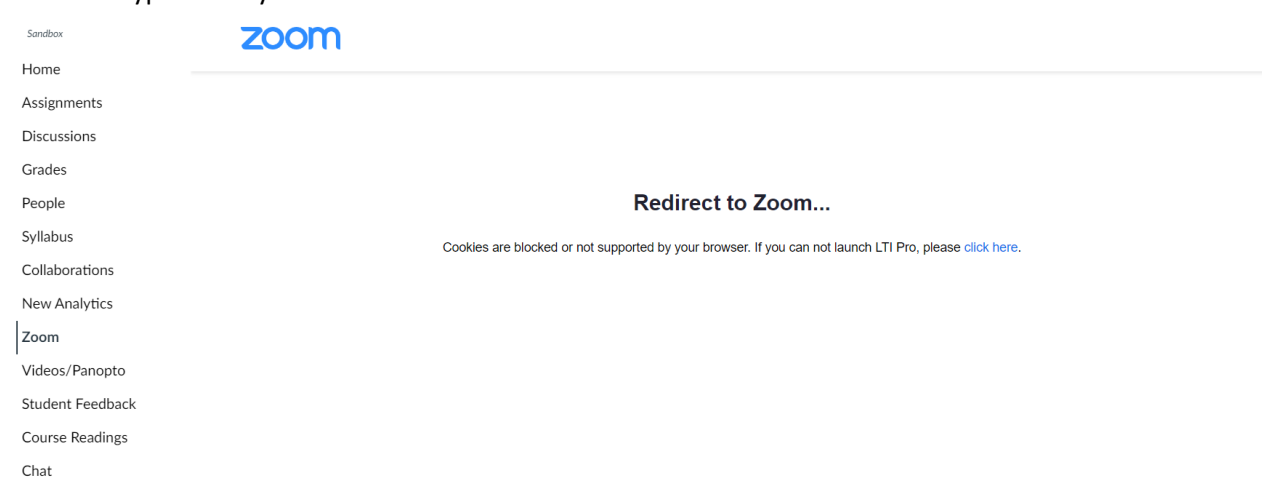 Sandbox
zoom
Home
Assignments
Discussions
Grades
People
Syllabus
Collaborations
New Analytics
Zoom
Videos/Panopto
Student Feedback
Course Readings
Chat
Redirect to Zoom...
Cookies are blocked or not supported by your browser. If you can not launch LTI Pro, please click here.